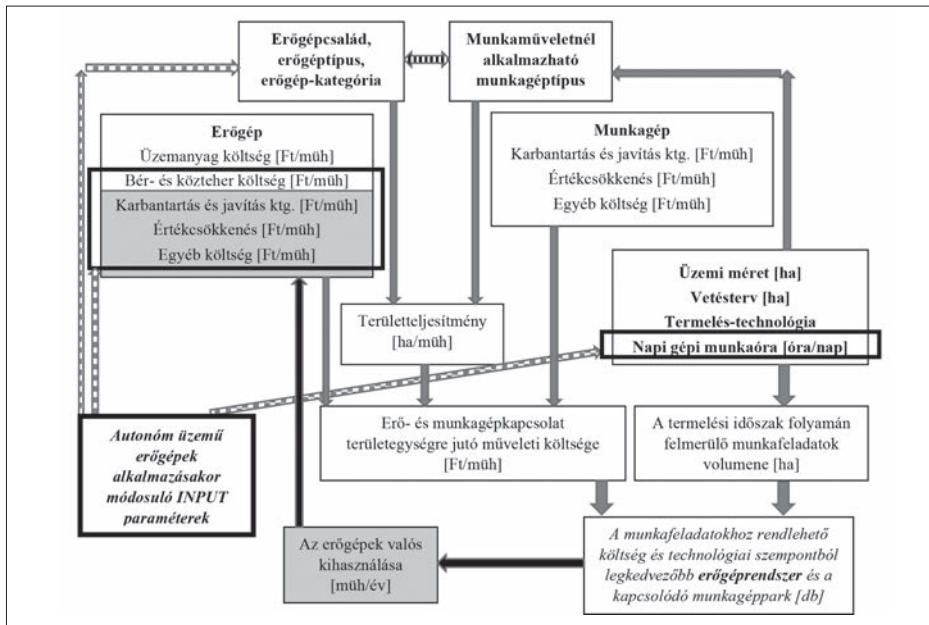 Erőgépcsalád,
erőgéptípus,
erőgép-kategória
Munkaműveletnél
alkalmazható
munkagéptípus
Erőgép
Üzemanyag költség [Ft/müh]
Bér- és közteher költség [Ft/müh]
Karbantartás és javítás ktg. [Ft/müh]
Értékcsökkenés [Ft/müh]
Egyéb költség [Ft/müh]
Munkagép
Karbantartás és javítás ktg. [Ft/müh]
Értékcsökkenés [Ft/müh]
Egyéb költség [Ft/müh]
Üzemi méret [ha]
Vetésterv [ha]
Termelés-technológia
Napi gépi munkaóra [óra/nap]
Területteljesítmény
[ha/müh]
Autonóm üzemű
erőgépek
alkalmazásakor
módosuló INPUT
paraméterek
Erő- és munkagépkapcsolat
területegységre jutó műveleti költsége
[Ft/müh]
A termelési időszak folyamán
felmerülő munkafeladatok
volumene [ha]
Az erőgépek valós
kihasználása
[müh/év]
A munkafeladatokhoz rendelhető
költség és technológiai szempontból
legkedvezőbb erőgéprendszer és a
kapcsolódó munkagéppark [db]